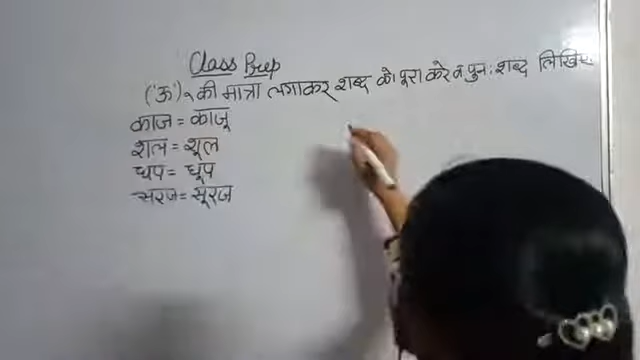 Class Prep
('ऊ') ू की मात्रा लगाकर शब्द को पूरा करे व पुन: शब्द लिखिए
काज = काजू
शल = शूल
धप = धूप
सरज = सूरज